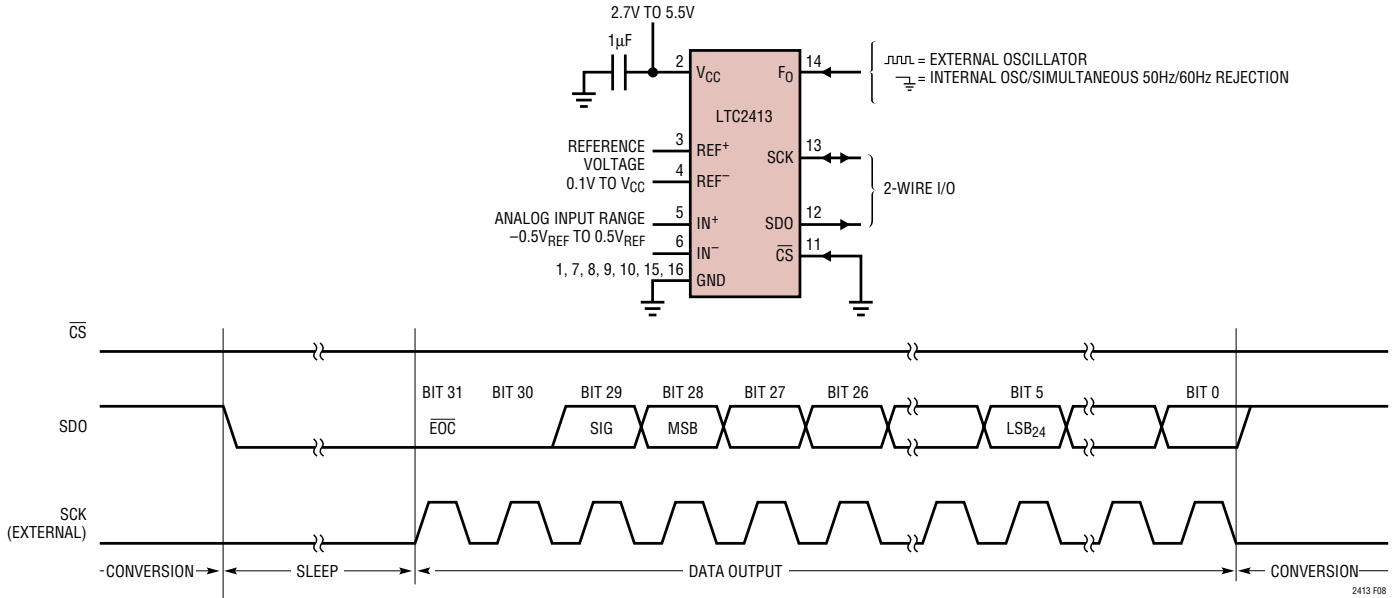 2.7V TO 5.5V
1µF
2
VCC
FO
14
= EXTERNAL OSCILLATOR
= INTERNAL OSC/SIMULTANEOUS 50Hz/60Hz REJECTION
LTC2413
REFERENCE
VOLTAGE
0.1V TO VCC
3
REF+
4
REF–
SCK
13
2-WIRE I/O
ANALOG INPUT RANGE
–0.5VREF TO 0.5VREF
5
IN+
6
IN–
SDO
12
CS
11
1, 7, 8, 9, 10, 15, 16
GND
CS
BIT 31 BIT 30 BIT 29 BIT 28 BIT 27 BIT 26 BIT 5 BIT 0
SDO
EOC SIG MSB LSB24
SCK
(EXTERNAL)
CONVERSION SLEEP DATA OUTPUT CONVERSION
2413 F08